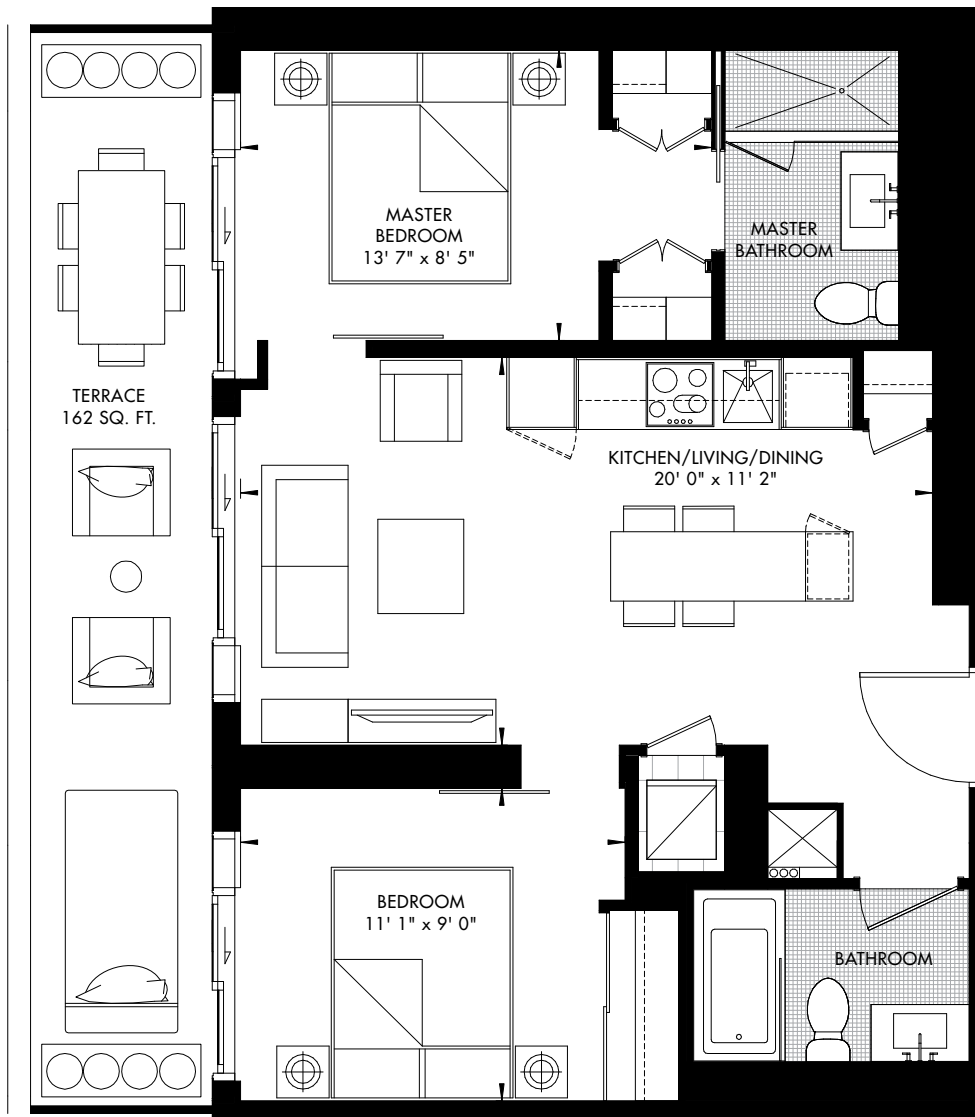 MASTER
BEDROOM
13' 7" x 8' 5"
MASTER
BATHROOM
TERRACE
162 SQ. FT.
KITCHEN/LIVING/DINING
20' 0" x 11' 2"
BEDROOM
11' 1" x 9' 0"
BATHROOM